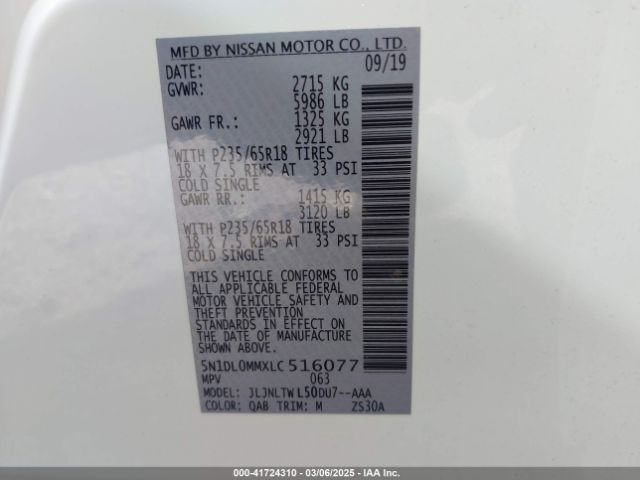 MFD BY NISSAN MOTOR CO., LTD.
DATE: 09/19
GVWR: 2715 KG
5986 LB
GAWR FR.: 1325 KG
2921 LB
WITH P235/65R18 TIRES
18 X 7.5 RIMS AT 33 PSI
COLD SINGLE
GAWR RR.: 1415 KG
3120 LB
WITH P235/65R18 TIRES
18 X 7.5 RIMS AT 33 PSI
COLD SINGLE
THIS VEHICLE CONFORMS TO
ALL APPLICABLE FEDERAL
MOTOR VEHICLE SAFETY AND
THEFT PREVENTION
STANDARDS IN EFFECT ON
THE DATE OF MANUFACTURE
SHOWN ABOVE.
5N1DL0MMXLC516077
MPV 063
MODEL: JLJNLTWL50DU7--AAA
COLOR: QAB TRIM: M ZS30A
000-41724310 - 03/06/2025 - IAA Inc.